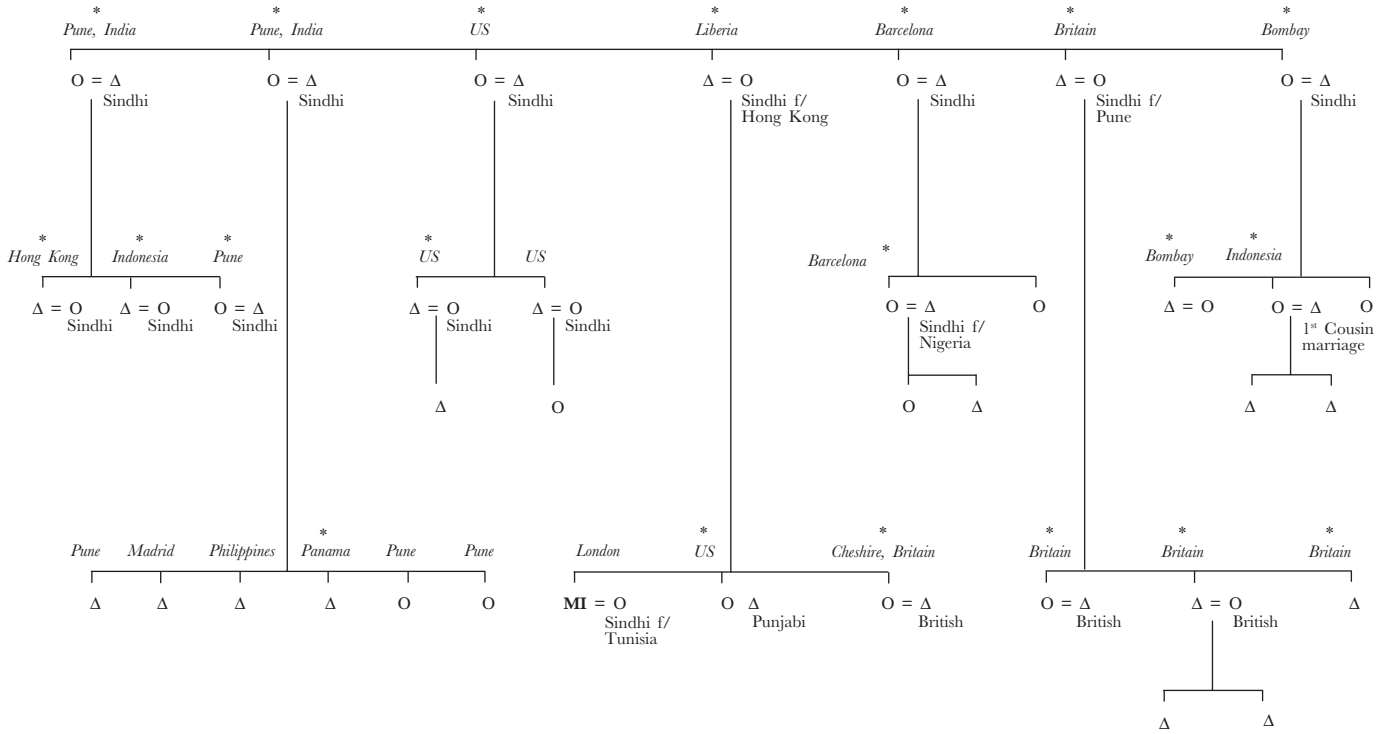 * * * * * * *
Pune, India Pune, India US Liberia Barcelona Britain Bombay
O = Δ O = Δ O = Δ Δ = O O = Δ Δ = O O = Δ
Sindhi Sindhi Sindhi Sindhi f/ Sindhi Sindhi f/ Sindhi
Hong Kong Pune
* * * * * * *
Hong Kong Indonesia Pune US US Barcelona Bombay Indonesia
Δ = O Δ = O O = Δ Δ = O Δ = O O = Δ O Δ = O O = Δ O
Sindhi Sindhi Sindhi Sindhi Sindhi Sindhi f/ 1st Cousin
Nigeria marriage
Δ O O Δ Δ Δ
* * * * * *
Pune Madrid Philippines Panama Pune Pune London US Cheshire, Britain Britain Britain Britain
Δ Δ Δ Δ O O MI = O O Δ O = Δ O = Δ Δ = O Δ
Sindhi f/ Punjabi British British British
Tunisia
Δ Δ